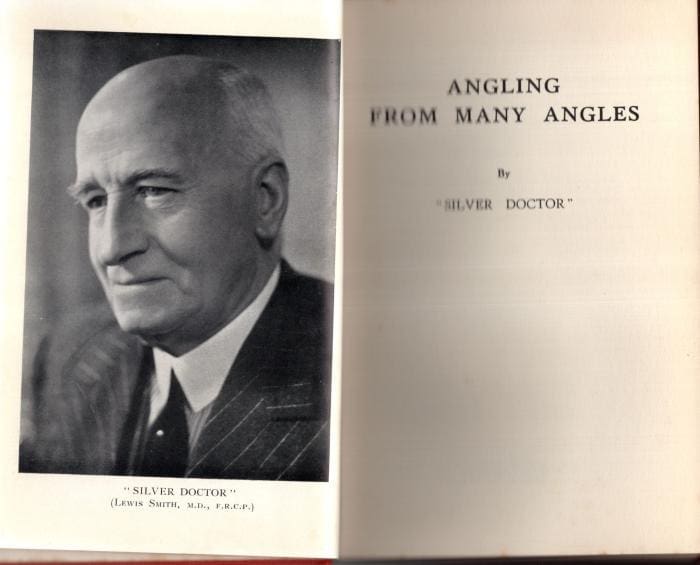 "SILVER DOCTOR"
(Lewis Smith, M.D., F.R.C.P.)
ANGLING
FROM MANY ANGLES
By
"SILVER DOCTOR"